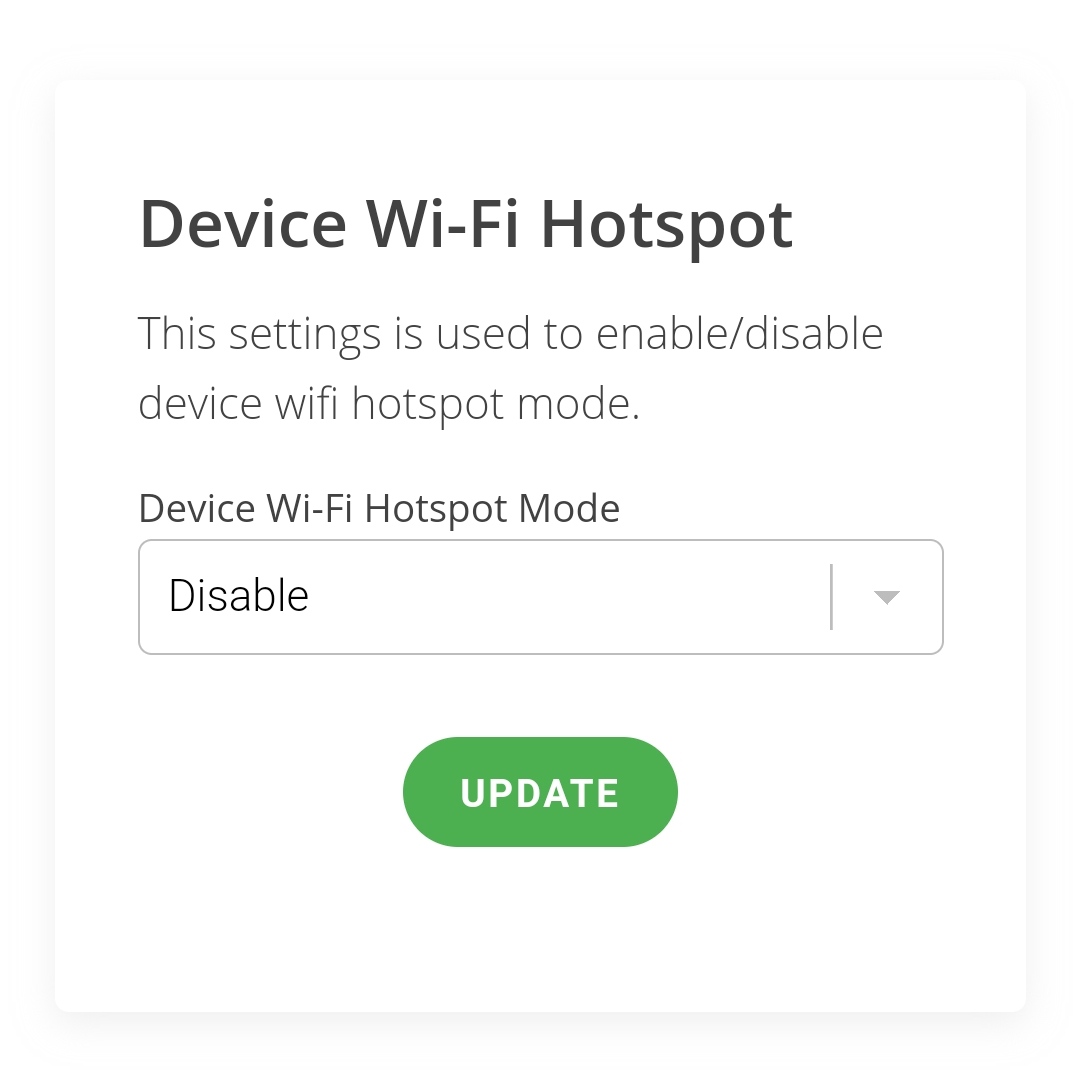 Device Wi-Fi Hotspot
This settings is used to enable/disable
device wifi hotspot mode.
Device Wi-Fi Hotspot Mode
Disable
UPDATE